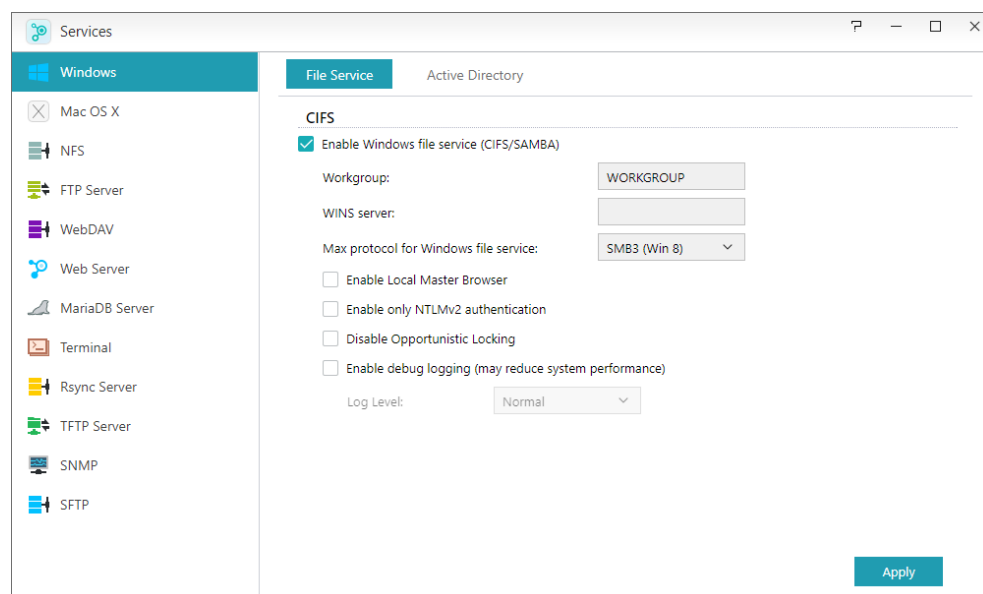 Services
Windows
Mac OS X
NFS
FTP Server
WebDAV
Web Server
MariaDB Server
Terminal
Rsync Server
TFTP Server
SNMP
SFTP
File Service Active Directory
CIFS
Enable Windows file service (CIFS/SAMBA)
Workgroup: WORKGROUP
WINS server:
Max protocol for Windows file service: SMB3 (Win 8)
Enable Local Master Browser
Enable only NTLMv2 authentication
Disable Opportunistic Locking
Enable debug logging (may reduce system performance)
Log Level: Normal
Apply